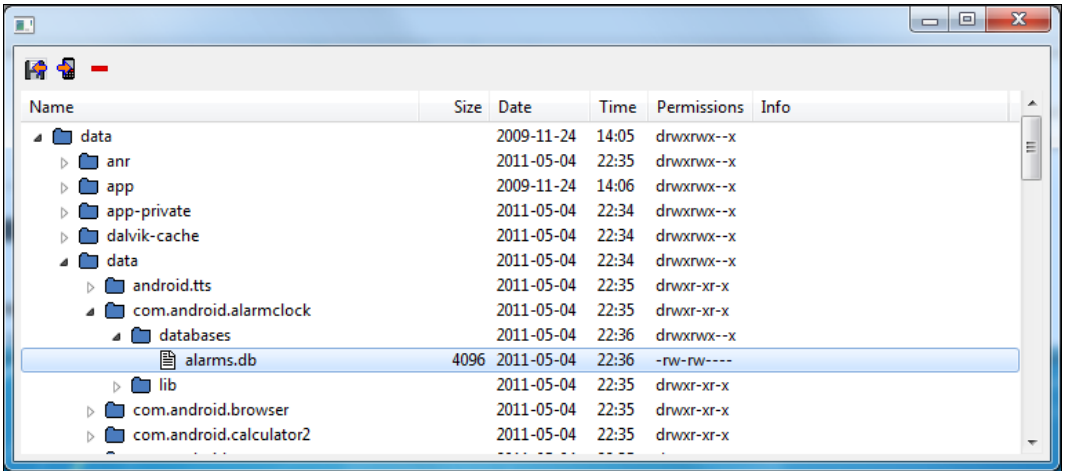 Name Size Date Time Permissions Info
data 2009-11-24 14:05 drwxrwx--x
anr 2011-05-04 22:35 drwxrwx--x
app 2009-11-24 14:06 drwxrwx--x
app-private 2011-05-04 22:34 drwxrwx--x
dalvik-cache 2011-05-04 22:34 drwxrwx--x
data 2011-05-04 22:34 drwxrwx--x
android.tts 2011-05-04 22:35 drwxr-xr-x
com.android.alarmclock 2011-05-04 22:35 drwxr-xr-x
databases 2011-05-04 22:36 drwxrwx--x
alarms.db 4096 2011-05-04 22:36 -rw-rw----
lib 2011-05-04 22:35 drwxr-xr-x
com.android.browser 2011-05-04 22:35 drwxr-xr-x
com.android.calculator2 2011-05-04 22:35 drwxr-xr-x